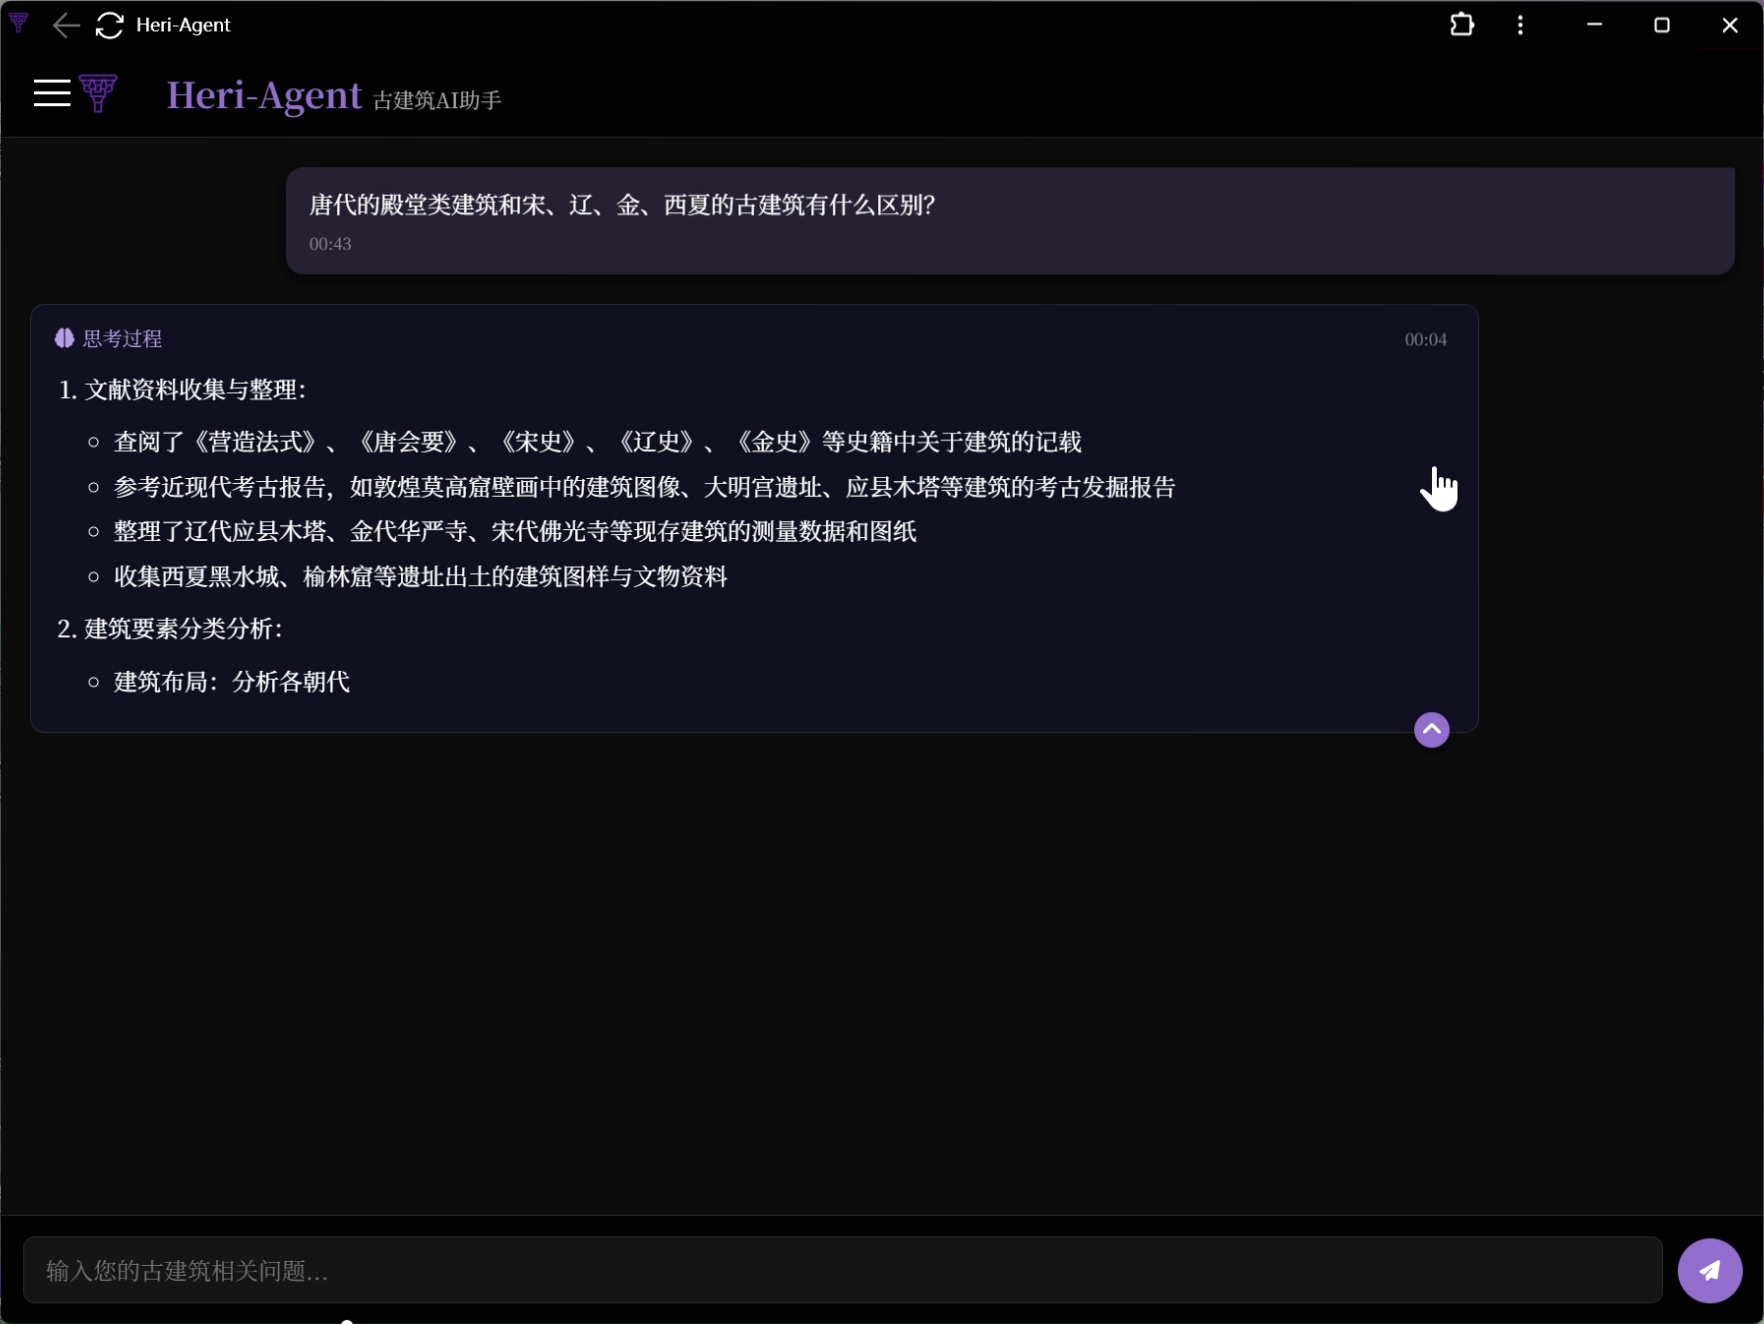 Heri-Agent
Heri-Agent 古建筑AI助手
唐代的殿堂类建筑和宋、辽、金、西夏的古建筑有什么区别?
00:43
思考过程 00:04
1. 文献资料收集与整理:
查阅了《营造法式》、《唐会要》、《宋史》、《辽史》、《金史》等史籍中关于建筑的记载
参考近现代考古报告，如敦煌莫高窟壁画中的建筑图像、大明宫遗址、应县木塔等建筑的考古发掘报告
整理了辽代应县木塔、金代华严寺、宋代佛光寺等现存建筑的测量数据和图纸
收集西夏黑水城、榆林窟等遗址出土的建筑图样与文物资料
2. 建筑要素分类分析:
建筑布局：分析各朝代
输入您的古建筑相关问题...